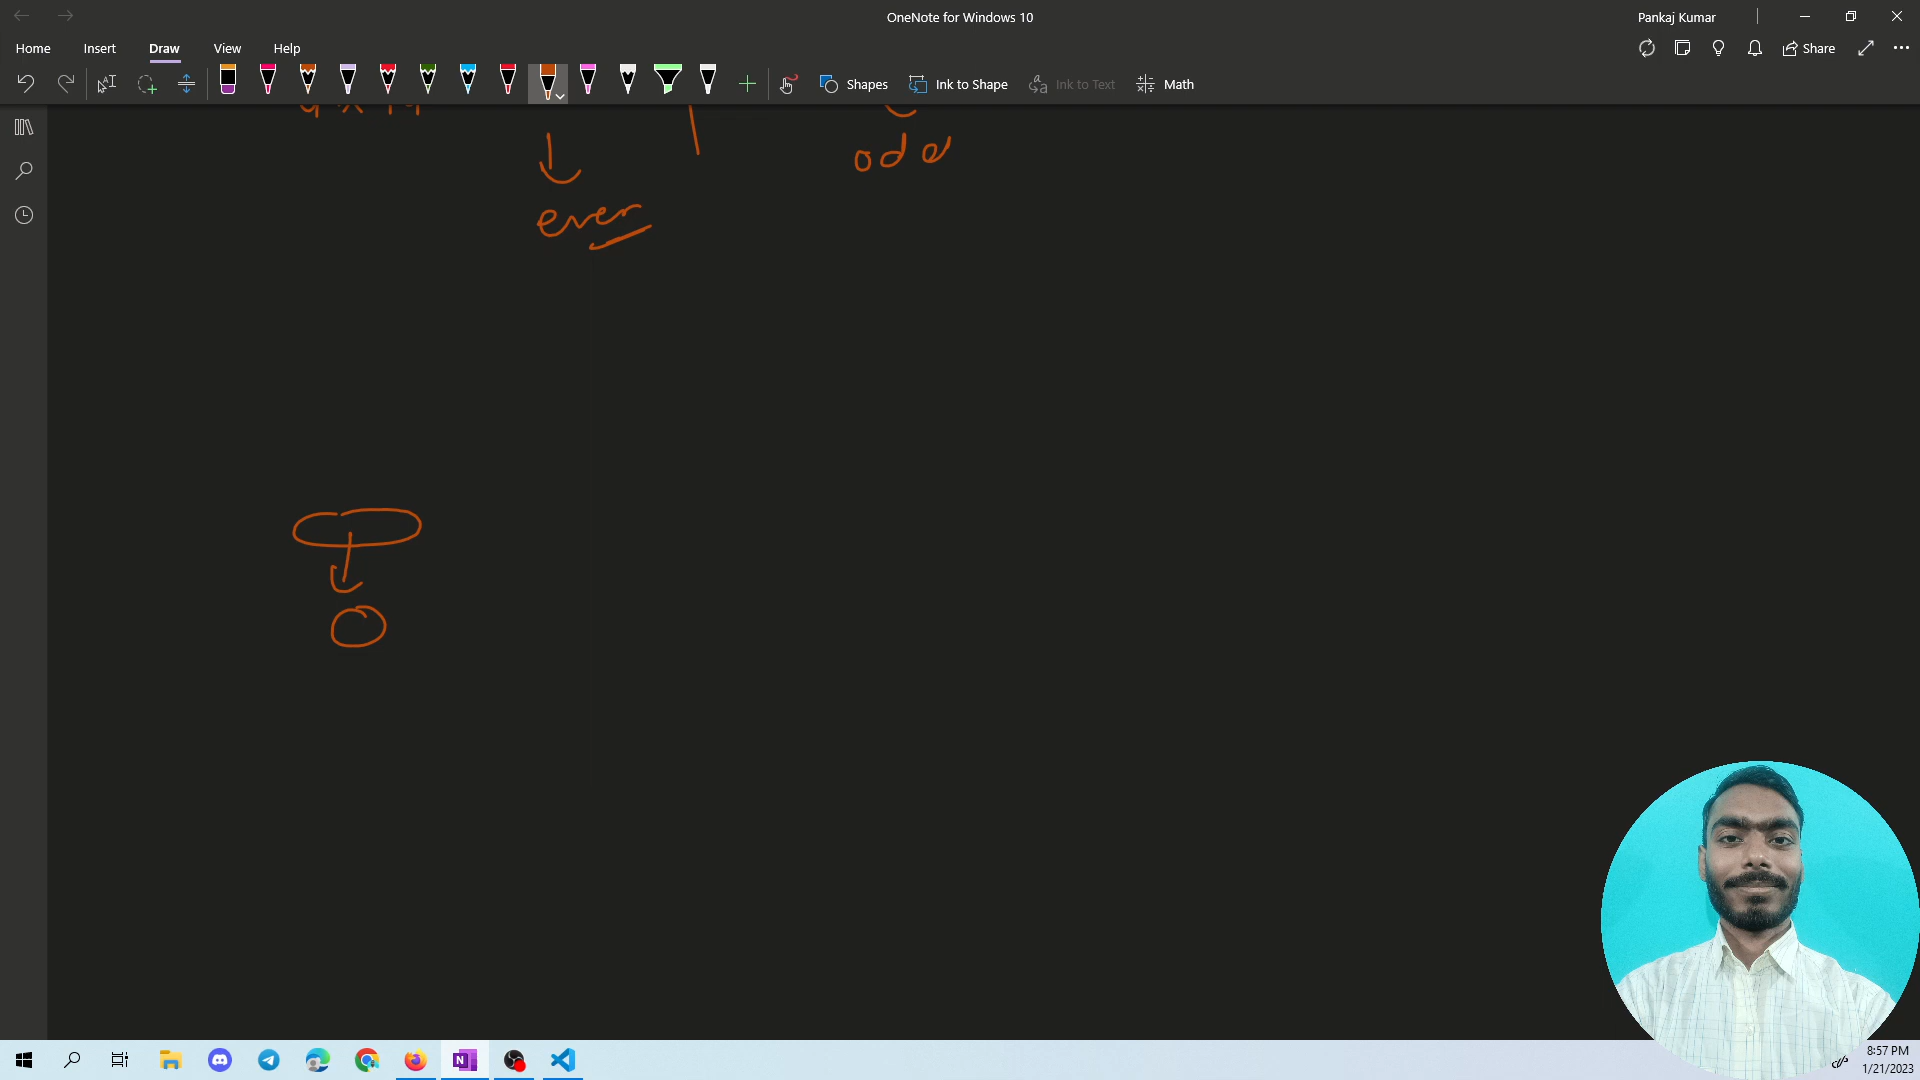 OneNote for Windows 10
Pankaj Kumar
Home Insert Draw View Help
Share
Shapes Ink to Shape Ink to Text Math
odd
even
8:57 PM
1/21/2023